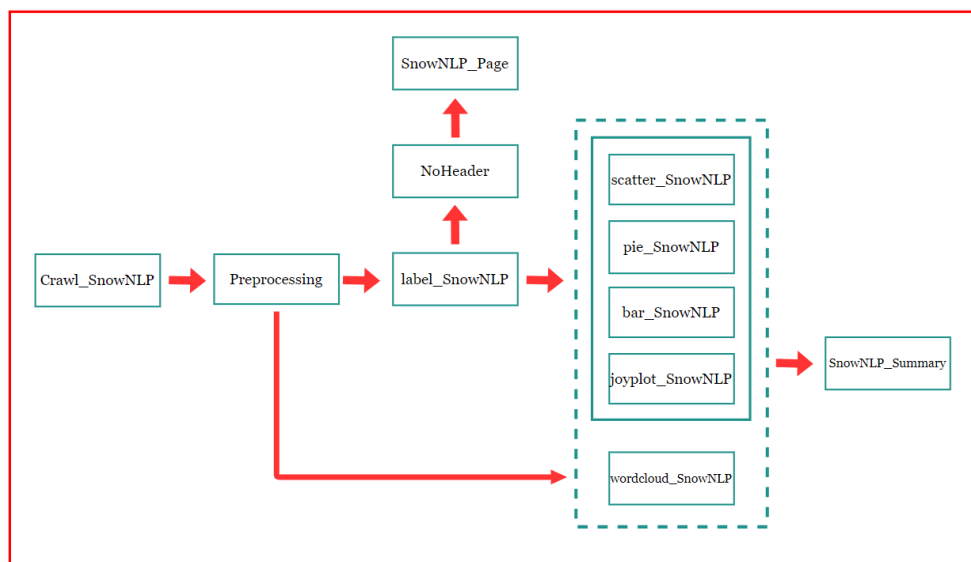 SnowNLP_Page
NoHeader
scatter_SnowNLP
pie_SnowNLP
Crawl_SnowNLP
Preprocessing
label_SnowNLP
bar_SnowNLP
joyplot_SnowNLP
SnowNLP_Summary
wordcloud_SnowNLP